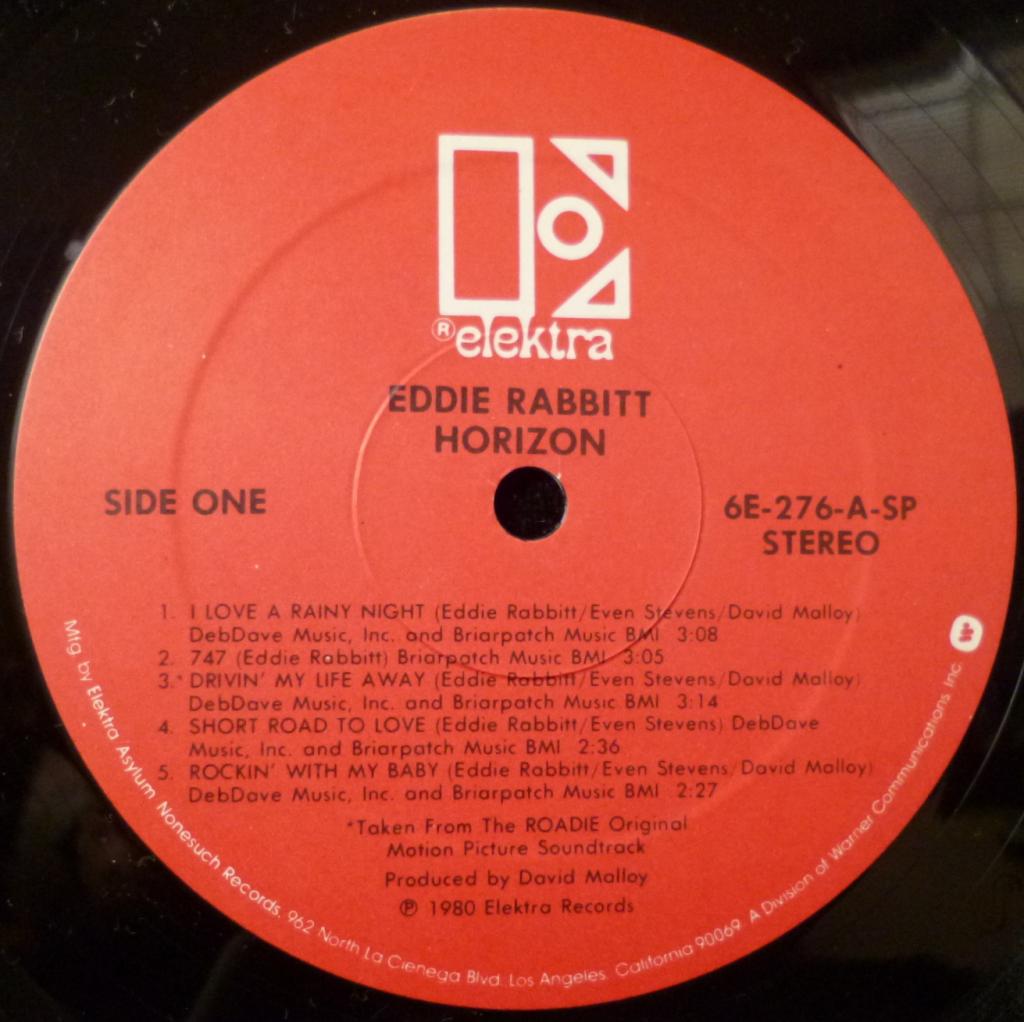 ® elektra
EDDIE RABBITT
HORIZON
SIDE ONE
6E-276-A-SP
STEREO
1. I LOVE A RAINY NIGHT (Eddie Rabbitt/Even Stevens/David Malloy)
DebDave Music, Inc. and Briarpatch Music BMI 3:08
2. 747 (Eddie Rabbitt) Briarpatch Music BMI 3:05
3.* DRIVIN' MY LIFE AWAY (Eddie Rabbitt/Even Stevens/David Malloy)
DebDave Music, Inc. and Briarpatch Music BMI 3:14
4. SHORT ROAD TO LOVE (Eddie Rabbitt/Even Stevens) DebDave
Music, Inc. and Briarpatch Music BMI 2:36
5. ROCKIN' WITH MY BABY (Eddie Rabbitt/Even Stevens/David Malloy)
DebDave Music, Inc. and Briarpatch Music BMI 2:27
*Taken From The ROADIE Original
Motion Picture Soundtrack
Produced by David Malloy
℗ 1980 Elektra Records
Mfg. by Elektra Asylum Nonesuch Records, 962 North La Cienega Blvd. Los Angeles, California 90069 A Division of Warner Communications Inc.